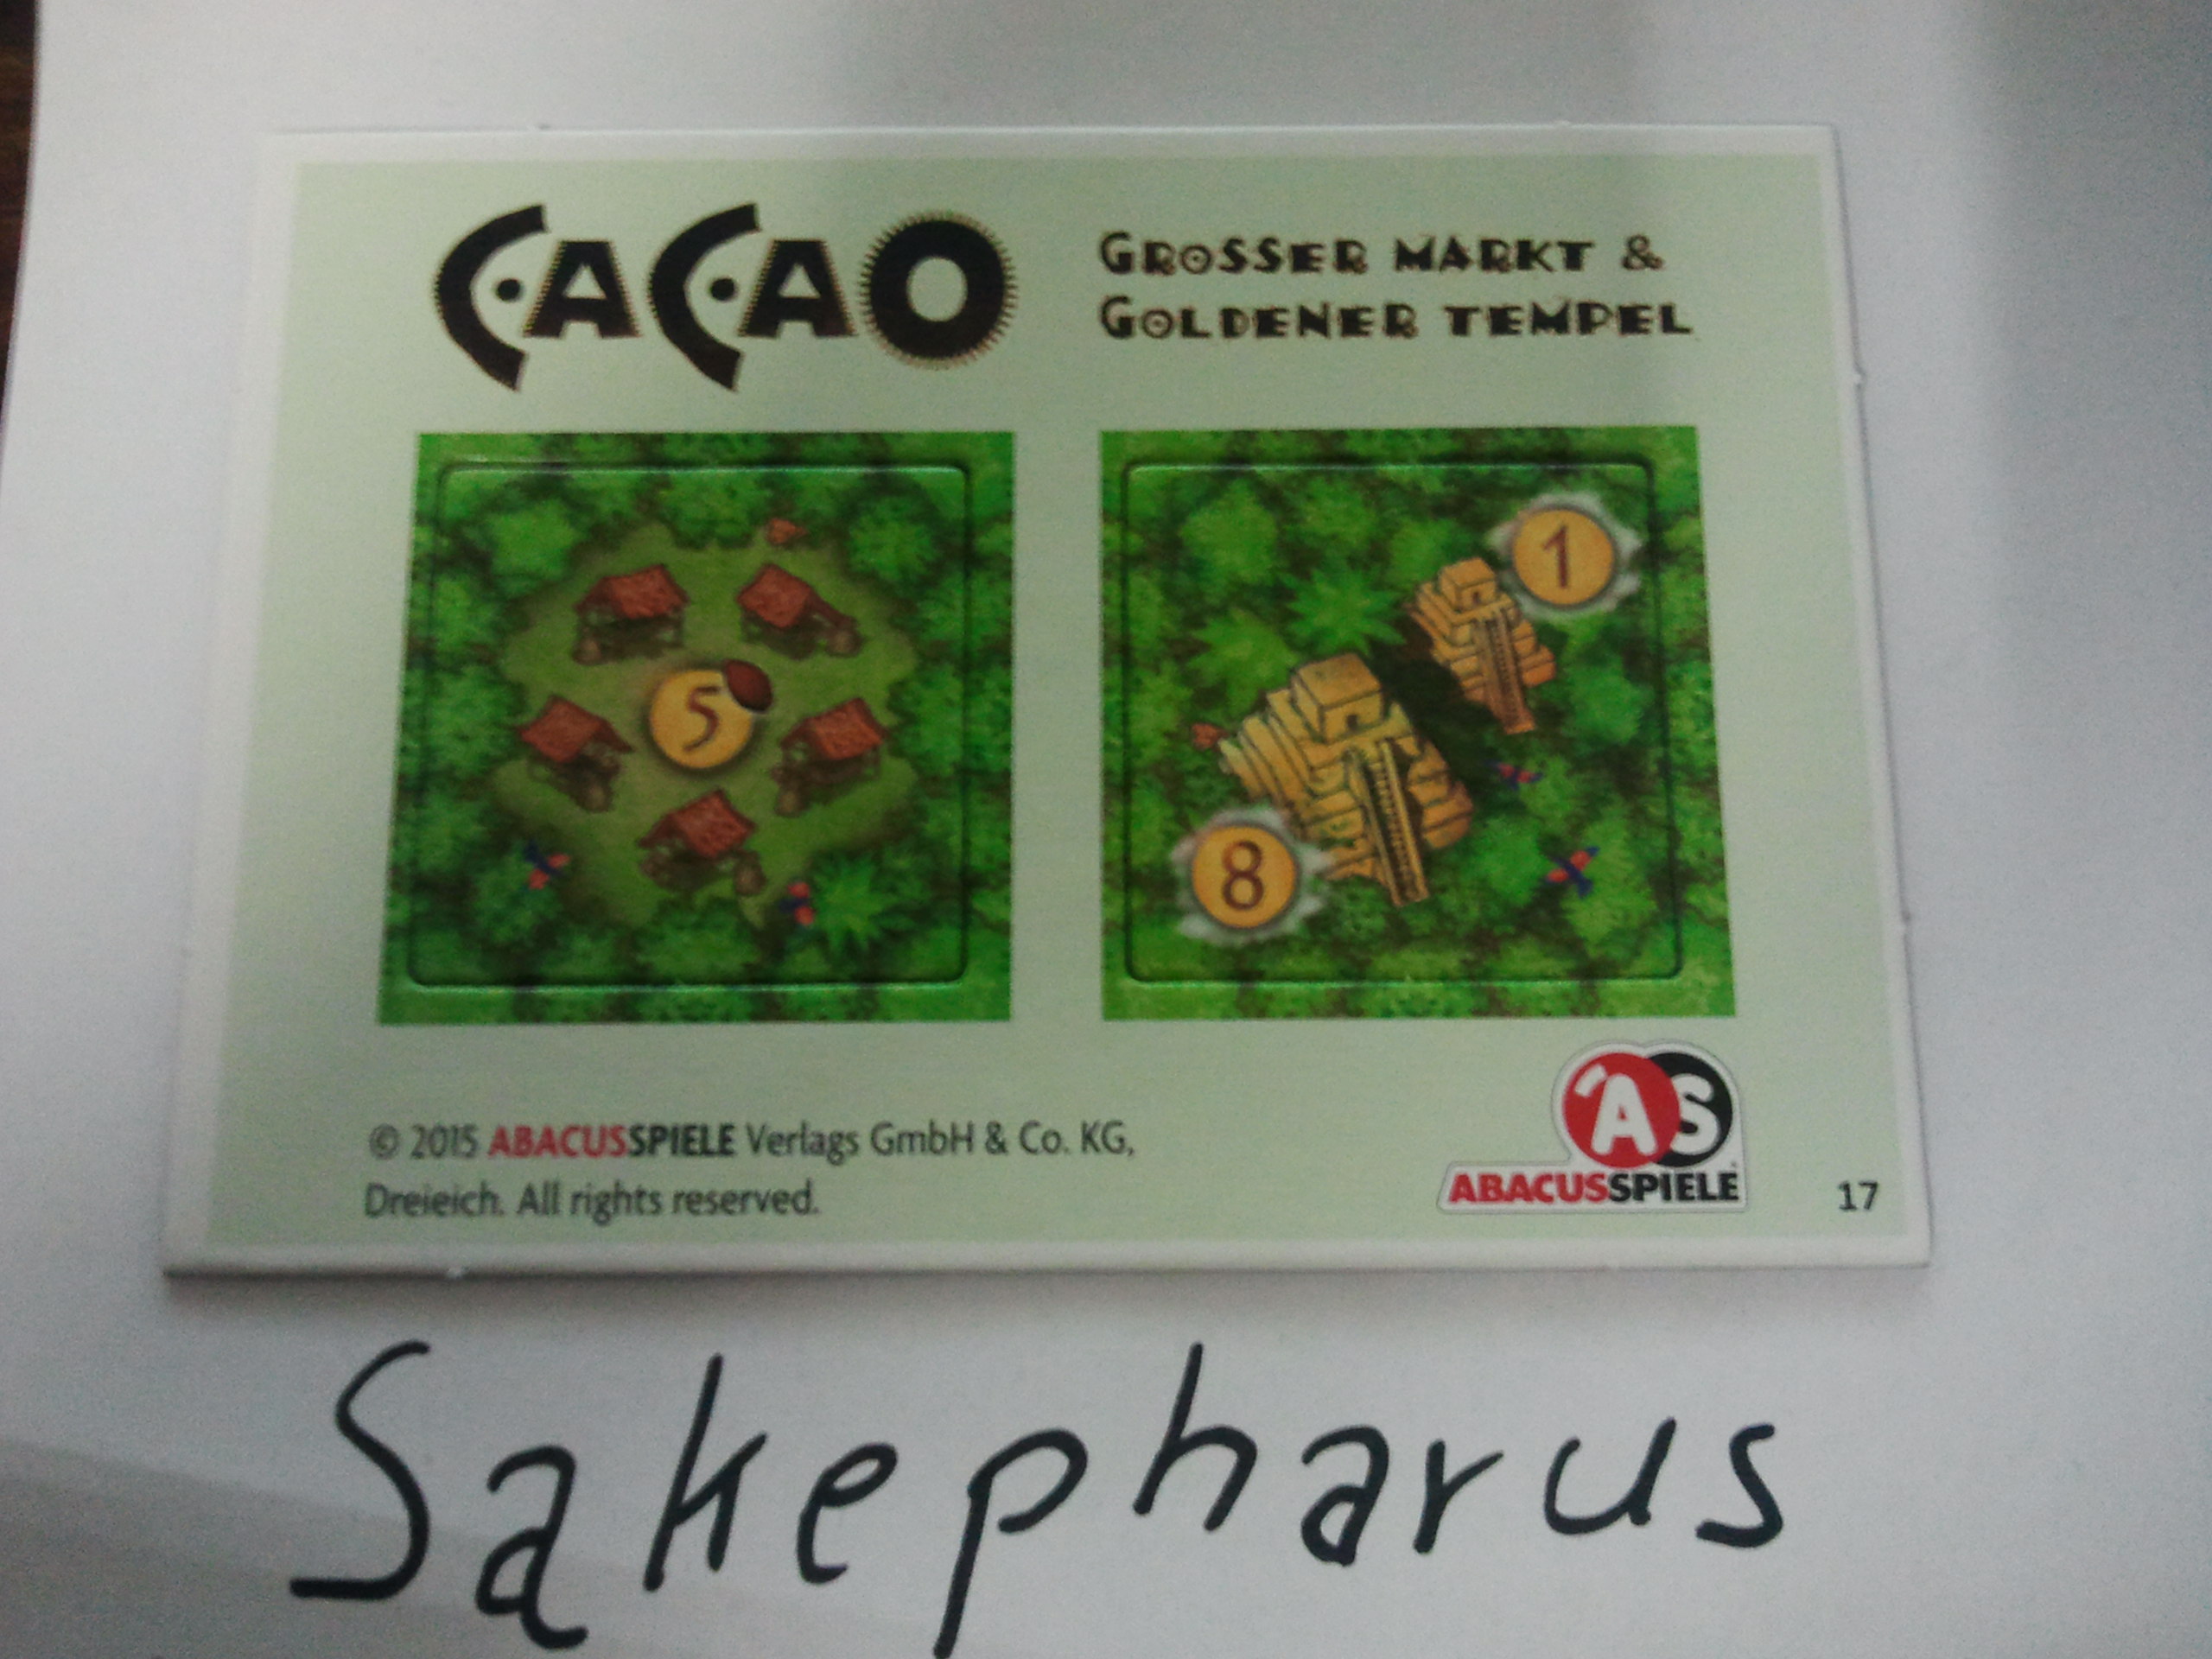 CACAO
GROSSER MARKT &
GOLDENER TEMPEL
5
1
8
© 2015 ABACUSSPIELE Verlags GmbH & Co. KG,
Dreieich. All rights reserved.
AS
ABACUSSPIELE
17
Sakepharus